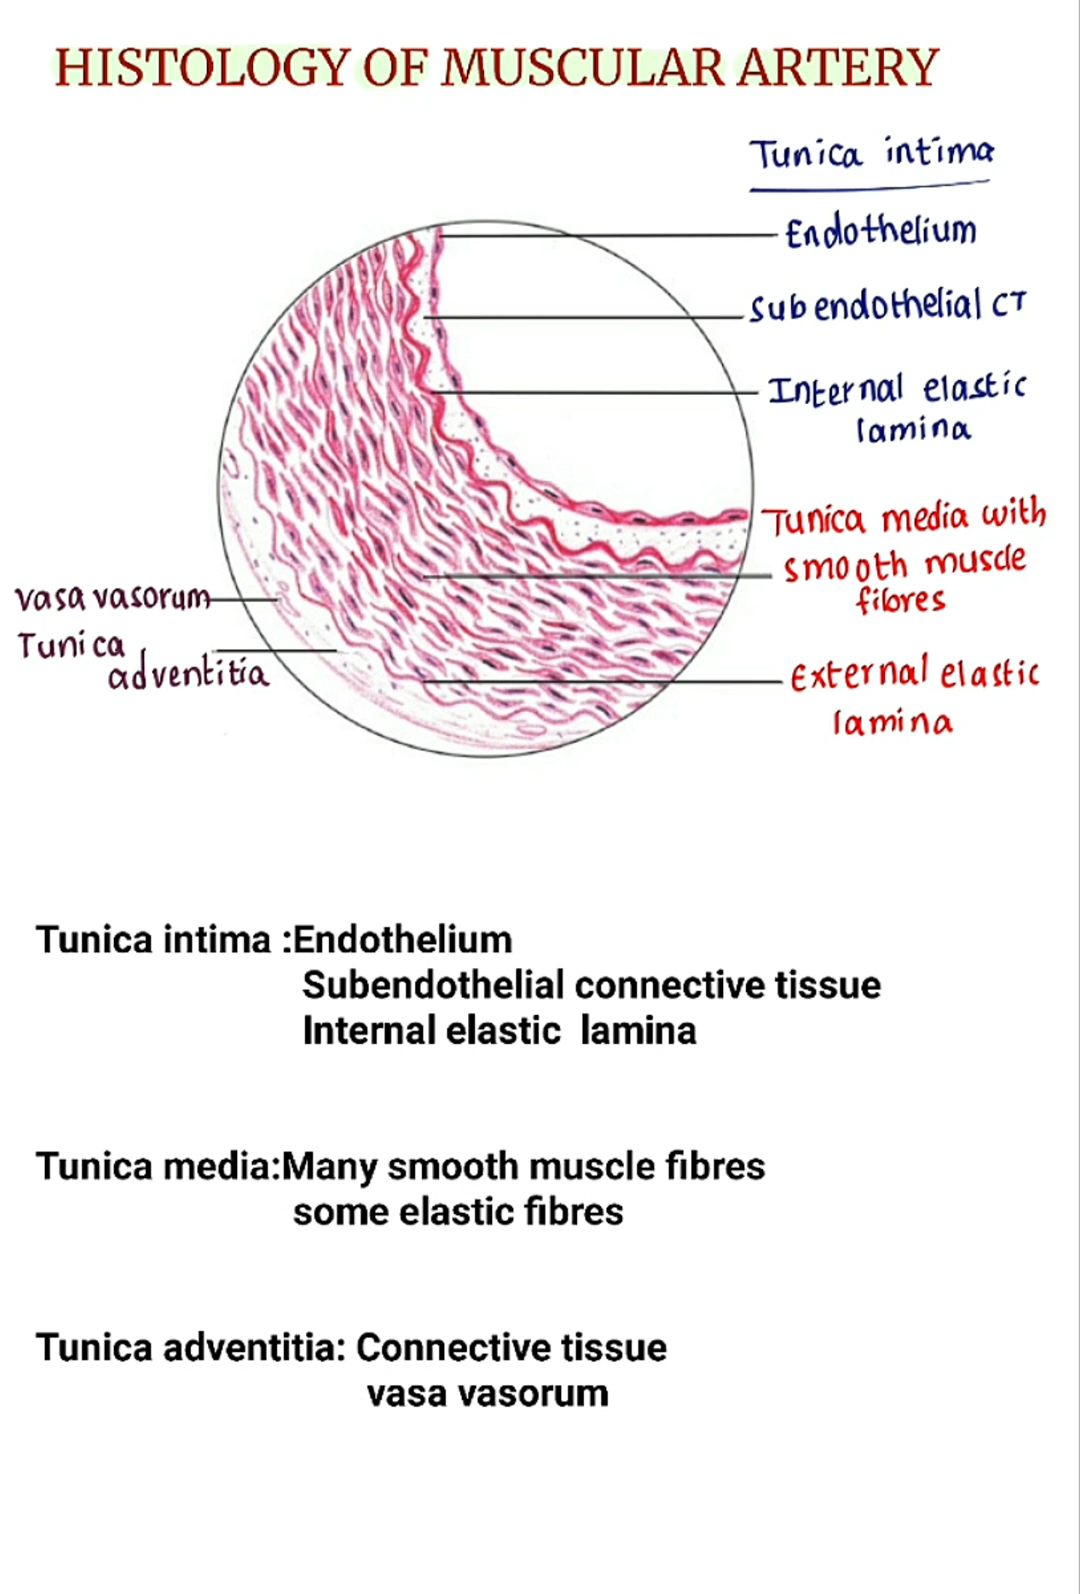 HISTOLOGY OF MUSCULAR ARTERY
Tunica intima
Endothelium
Subendothelial CT
Internal elastic
lamina
Tunica media with
smooth muscle
fibres
External elastic
lamina
vasa vasorum
Tunica
adventitia
Tunica intima :Endothelium
Subendothelial connective tissue
Internal elastic lamina
Tunica media:Many smooth muscle fibres
some elastic fibres
Tunica adventitia: Connective tissue
vasa vasorum